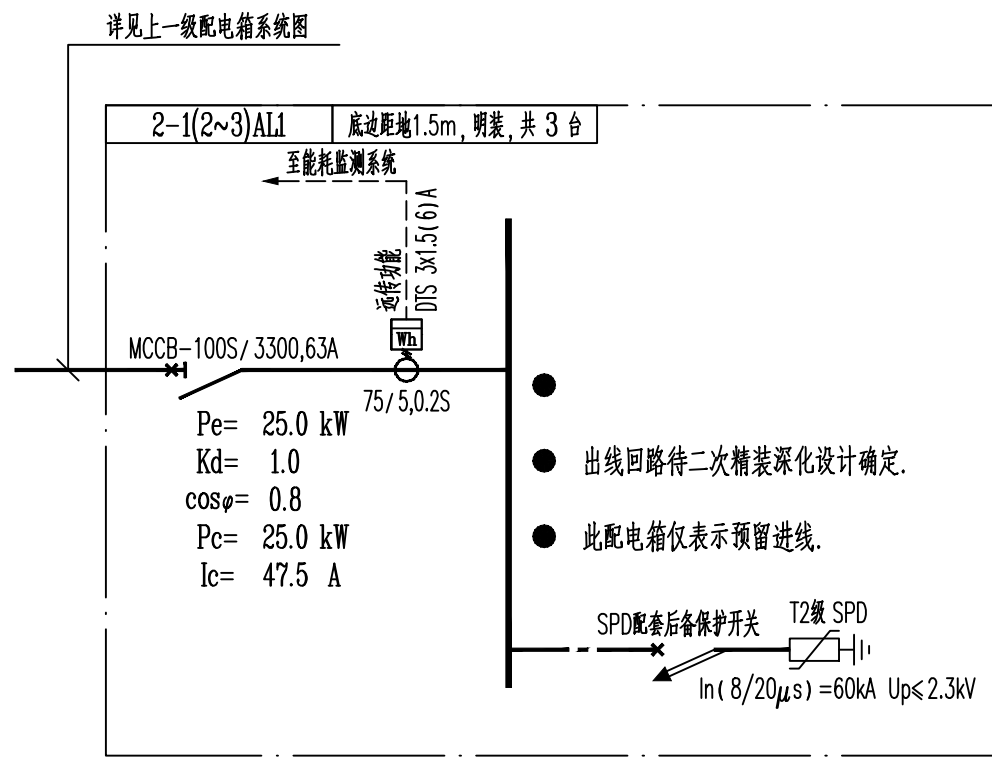 详见上一级配电箱系统图
2-1(2~3)AL1 底边距地1.5m, 明装, 共 3 台
至能耗监测系统
远传功能
DTS 3x1.5(6)A
Wh
MCCB-100S/3300,63A
75/5,0.2S
Pe= 25.0 kW
Kd= 1.0
cosφ= 0.8
Pc= 25.0 kW
Ic= 47.5 A
出线回路待二次精装深化设计确定.
此配电箱仅表示预留进线.
SPD配套后备保护开关
T2级 SPD
In(8/20μs)=60kA Up≤2.3kV